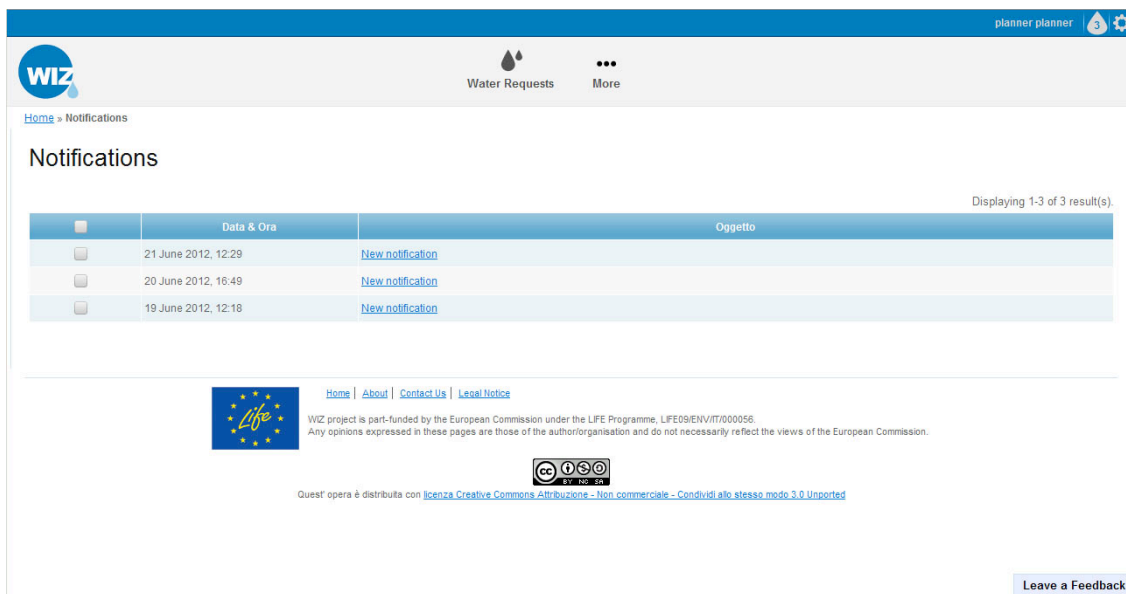 planner planner 3
WIZ
Water Requests More
Home » Notifications
Notifications
Displaying 1-3 of 3 result(s).
Data & Ora Oggetto
21 June 2012, 12:29 New notification
20 June 2012, 16:49 New notification
19 June 2012, 12:18 New notification
Life
Home | About | Contact Us | Legal Notice
WIZ project is part-funded by the European Commission under the LIFE Programme, LIFE09/ENV/IT/000056.
Any opinions expressed in these pages are those of the author/organisation and do not necessarily reflect the views of the European Commission.
cc
BY NC SA
Quest' opera è distribuita con licenza Creative Commons Attribuzione - Non commerciale - Condividi allo stesso modo 3.0 Unported
Leave a Feedback